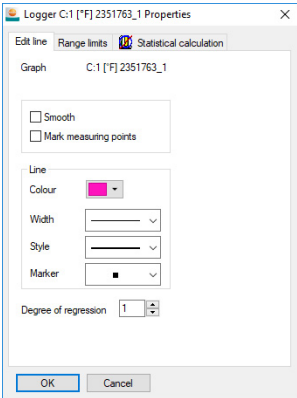 Logger C:1 [°F] 2351763_1 Properties
Edit line Range limits Statistical calculation
Graph C:1 [°F] 2351763_1
Smooth
Mark measuring points
Line
Colour
Width
Style
Marker
Degree of regression 1
OK Cancel